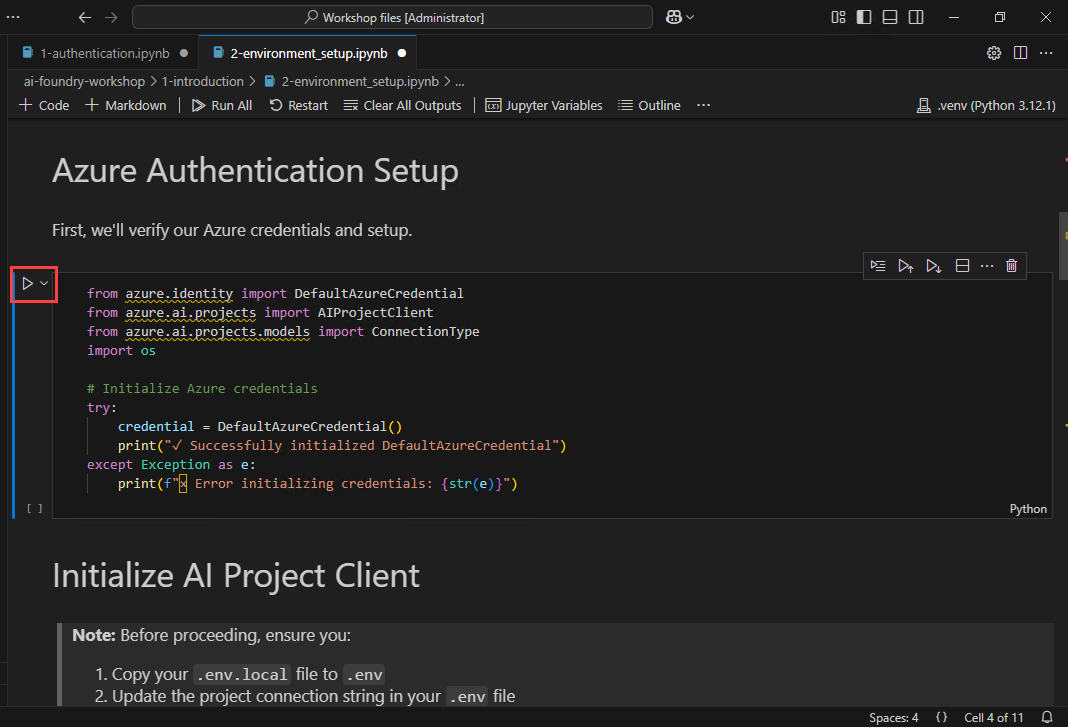 Workshop files [Administrator]
1-authentication.ipynb
2-environment_setup.ipynb
ai-foundry-workshop > 1-introduction > 2-environment_setup.ipynb > ...
+ Code + Markdown Run All Restart Clear All Outputs Jupyter Variables Outline ... .venv (Python 3.12.1)
Azure Authentication Setup
First, we'll verify our Azure credentials and setup.
from azure.identity import DefaultAzureCredential
from azure.ai.projects import AIProjectClient
from azure.ai.projects.models import ConnectionType
import os
# Initialize Azure credentials
try:
credential = DefaultAzureCredential()
print("✓ Successfully initialized DefaultAzureCredential")
except Exception as e:
print(f"× Error initializing credentials: {str(e)}")
[ ]
Python
Initialize AI Project Client
Note: Before proceeding, ensure you:
1. Copy your .env.local file to .env
2. Update the project connection string in your .env file
Spaces: 4 {} Cell 4 of 11